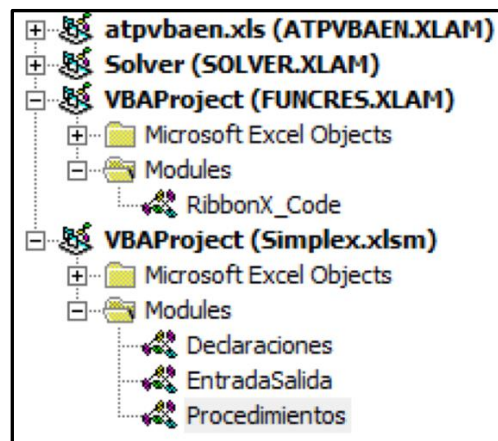 atpvbaen.xls (ATPVBAEN.XLAM)
Solver (SOLVER.XLAM)
VBAProject (FUNCRES.XLAM)
Microsoft Excel Objects
Modules
RibbonX_Code
VBAProject (Simplex.xlsm)
Microsoft Excel Objects
Modules
Declaraciones
EntradaSalida
Procedimientos